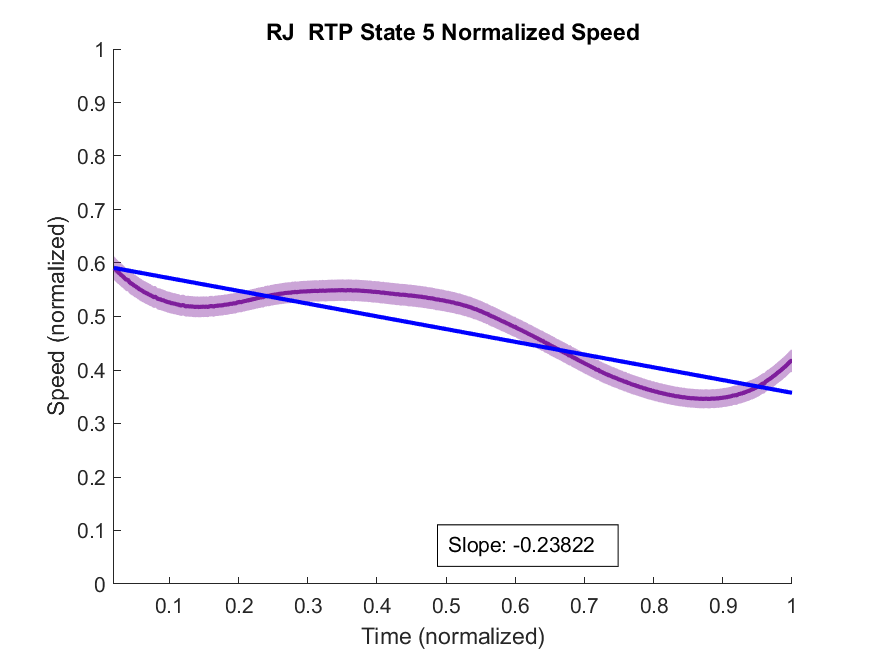 RJ  RTP State 5 Normalized Speed
1
0.9
0.8
0.7
0.6
0.5
0.4
0.3
0.2
0.1
0
Speed (normalized)
Slope: -0.23822
0.1 0.2 0.3 0.4 0.5 0.6 0.7 0.8 0.9 1
Time (normalized)